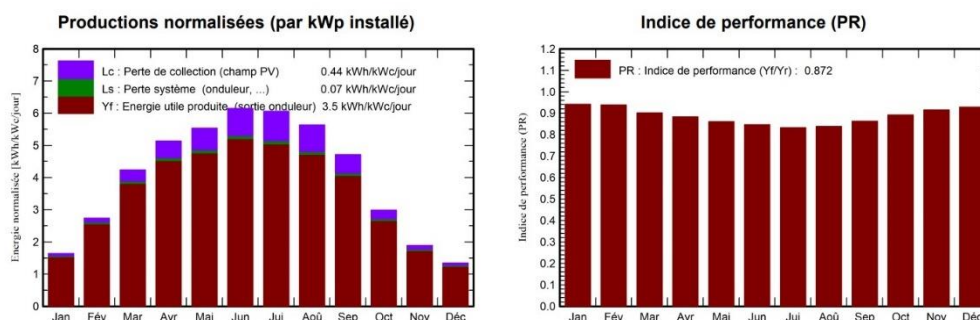 Productions normalisées (par kWp installé)
8
7
6
5
4
3
2
1
0
Energie normalisée [kWh/kWc/jour]
Lc : Perte de collection (champ PV) 0.44 kWh/kWc/jour
Ls : Perte système (onduleur, ...) 0.07 kWh/kWc/jour
Yf : Energie utile produite (sortie onduleur) 3.5 kWh/kWc/jour
Jan Fév Mar Avr Mai Jun Jui Aoû Sep Oct Nov Déc
Indice de performance (PR)
1.2
1.1
1.0
0.9
0.8
0.7
0.6
0.5
0.4
0.3
0.2
0.1
0.0
Indice de performance (PR)
PR : Indice de performance (Yf/Yr) : 0.872
Jan Fév Mar Avr Mai Jun Jui Aoû Sep Oct Nov Déc